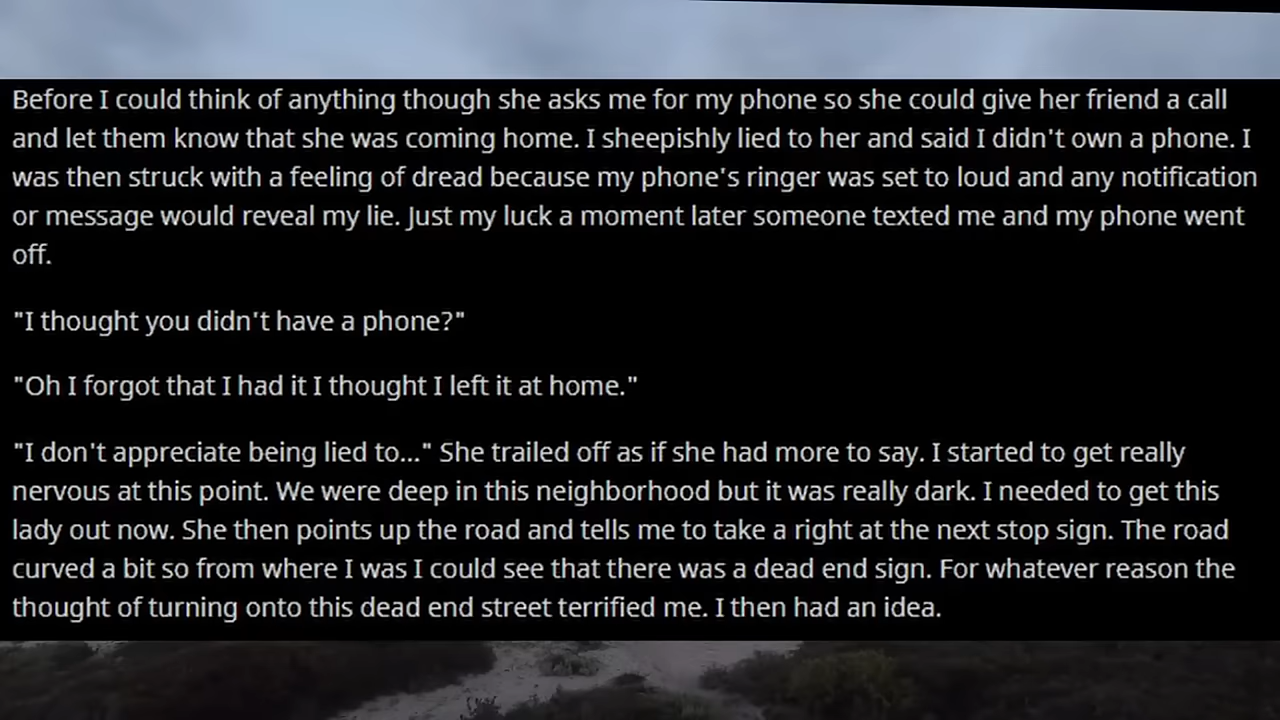 Before I could think of anything though she asks me for my phone so she could give her friend a call
and let them know that she was coming home. I sheepishly lied to her and said I didn't own a phone. I
was then struck with a feeling of dread because my phone's ringer was set to loud and any notification
or message would reveal my lie. Just my luck a moment later someone texted me and my phone went
off.
"I thought you didn't have a phone?"
"Oh I forgot that I had it I thought I left it at home."
"I don't appreciate being lied to..." She trailed off as if she had more to say. I started to get really
nervous at this point. We were deep in this neighborhood but it was really dark. I needed to get this
lady out now. She then points up the road and tells me to take a right at the next stop sign. The road
curved a bit so from where I was I could see that there was a dead end sign. For whatever reason the
thought of turning onto this dead end street terrified me. I then had an idea.